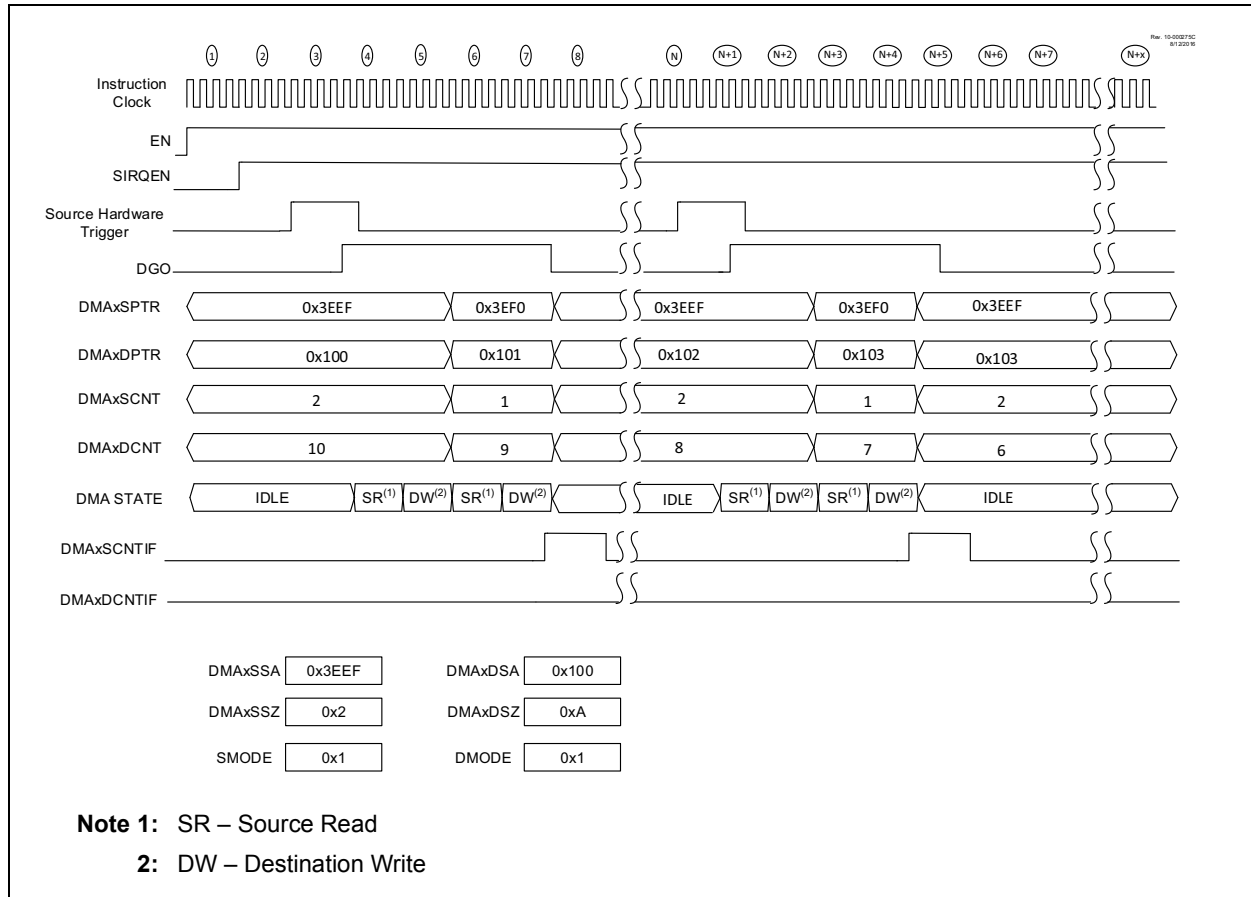 Rev. 10-000275C
8/12/2016
1 2 3 4 5 6 7 8 N N+1 N+2 N+3 N+4 N+5 N+6 N+7 N+x
Instruction
Clock
EN
SIRQEN
Source Hardware
Trigger
DGO
DMAxSPTR 0x3EEF 0x3EF0 0x3EEF 0x3EF0 0x3EEF
DMAxDPTR 0x100 0x101 0x102 0x103 0x103
DMAxSCNT 2 1 2 1 2
DMAxDCNT 10 9 8 7 6
DMA STATE IDLE SR(1) DW(2) SR(1) DW(2) IDLE SR(1) DW(2) SR(1) DW(2) IDLE
DMAxSCNTIF
DMAxDCNTIF
DMAxSSA 0x3EEF DMAxDSA 0x100
DMAxSSZ 0x2 DMAxDSZ 0xA
SMODE 0x1 DMODE 0x1
Note 1: SR – Source Read
2: DW – Destination Write